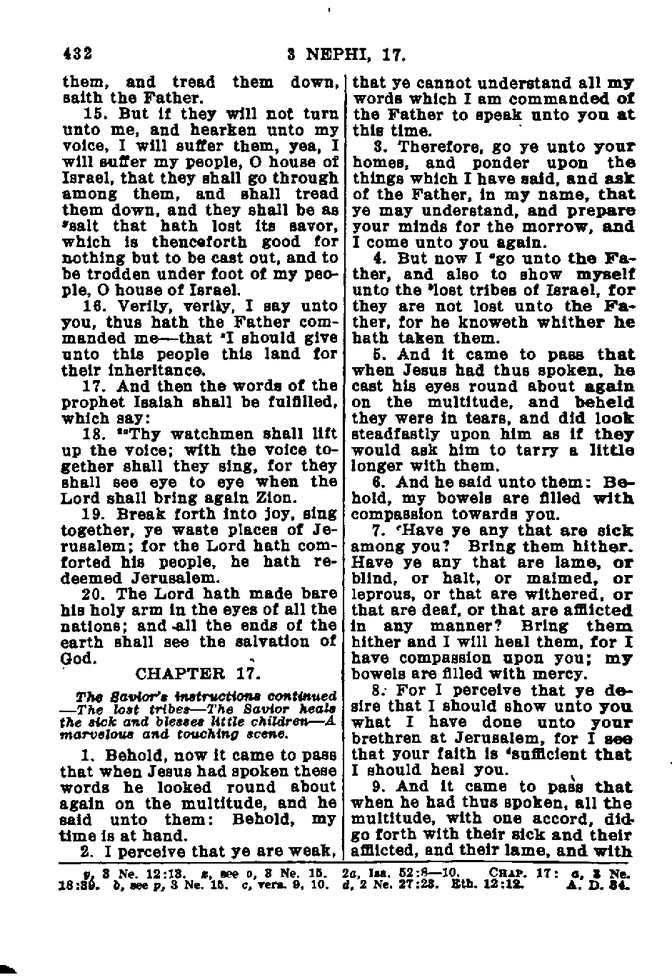 432
3 NEPHI, 17.
them, and tread them down,
saith the Father.
15. But if they will not turn
unto me, and hearken unto my
voice, I will suffer them, yea, I
will suffer my people, O house of
Israel, that they shall go through
among them, and shall tread
them down, and they shall be as
ysalt that hath lost its savor,
which is thenceforth good for
nothing but to be cast out, and to
be trodden under foot of my peo-
ple, O house of Israel.
16. Verily, verily, I say unto
you, thus hath the Father com-
manded me—that zI should give
unto this people this land for
their inheritance.
17. And then the words of the
prophet Isaiah shall be fulfilled,
which say:
18. 2aThy watchmen shall lift
up the voice; with the voice to-
gether shall they sing, for they
shall see eye to eye when the
Lord shall bring again Zion.
19. Break forth into joy, sing
together, ye waste places of Je-
rusalem; for the Lord hath com-
forted his people, he hath re-
deemed Jerusalem.
20. The Lord hath made bare
his holy arm in the eyes of all the
nations; and all the ends of the
earth shall see the salvation of
God.
CHAPTER 17.
The Savior's instructions continued
—The lost tribes—The Savior heals
the sick and blesses little children—A
marvelous and touching scene.
1. Behold, now it came to pass
that when Jesus had spoken these
words he looked round about
again on the multitude, and he
said unto them: Behold, my
time is at hand.
2. I perceive that ye are weak,
that ye cannot understand all my
words which I am commanded of
the Father to speak unto you at
this time.
3. Therefore, go ye unto your
homes, and ponder upon the
things which I have said, and ask
of the Father, in my name, that
ye may understand, and prepare
your minds for the morrow, and
I come unto you again.
4. But now I ago unto the Fa-
ther, and also to show myself
unto the blost tribes of Israel, for
they are not lost unto the Fa-
ther, for he knoweth whither he
hath taken them.
5. And it came to pass that
when Jesus had thus spoken, he
cast his eyes round about again
on the multitude, and beheld
they were in tears, and did look
steadfastly upon him as if they
would ask him to tarry a little
longer with them.
6. And he said unto them: Be-
hold, my bowels are filled with
compassion towards you.
7. cHave ye any that are sick
among you? Bring them hither.
Have ye any that are lame, or
blind, or halt, or maimed, or
leprous, or that are withered, or
that are deaf, or that are afflicted
in any manner? Bring them
hither and I will heal them, for I
have compassion upon you; my
bowels are filled with mercy.
8. For I perceive that ye de-
sire that I should show unto you
what I have done unto your
brethren at Jerusalem, for I see
that your faith is dsufficient that
I should heal you.
9. And it came to pass that
when he had thus spoken, all the
multitude, with one accord, did
go forth with their sick and their
afflicted, and their lame, and with
y, 3 Ne. 12:13. z, see o, 3 Ne. 15. 2a, Isa. 52:8—10. CHAP. 17: a, 3 Ne.
18:39. b, see p, 3 Ne. 15. c, vers. 9, 10. d, 2 Ne. 27:23. Eth. 12:12. A. D. 34.